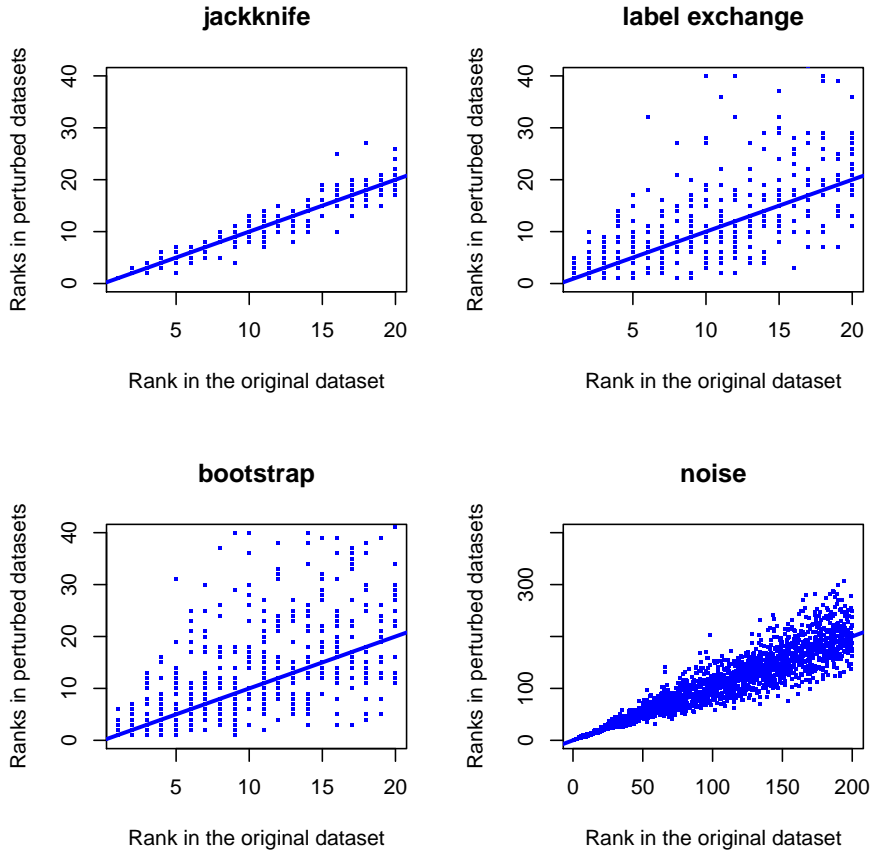 jackknife
Ranks in perturbed datasets
0 10 20 30 40
5 10 15 20
Rank in the original dataset
label exchange
Ranks in perturbed datasets
0 10 20 30 40
5 10 15 20
Rank in the original dataset
bootstrap
Ranks in perturbed datasets
0 10 20 30 40
5 10 15 20
Rank in the original dataset
noise
Ranks in perturbed datasets
0 100 300
0 50 100 150 200
Rank in the original dataset